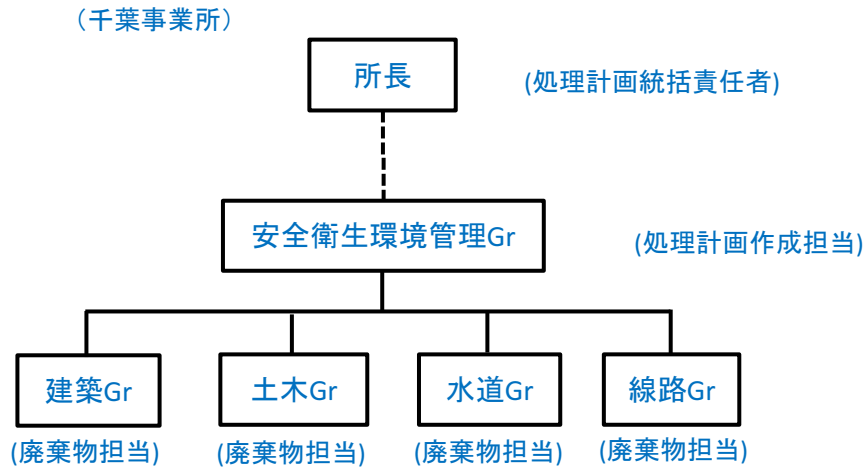 （千葉事業所）
所長
(処理計画統括責任者)
安全衛生環境管理Gr
(処理計画作成担当)
建築Gr
土木Gr
水道Gr
線路Gr
(廃棄物担当)
(廃棄物担当)
(廃棄物担当)
(廃棄物担当)